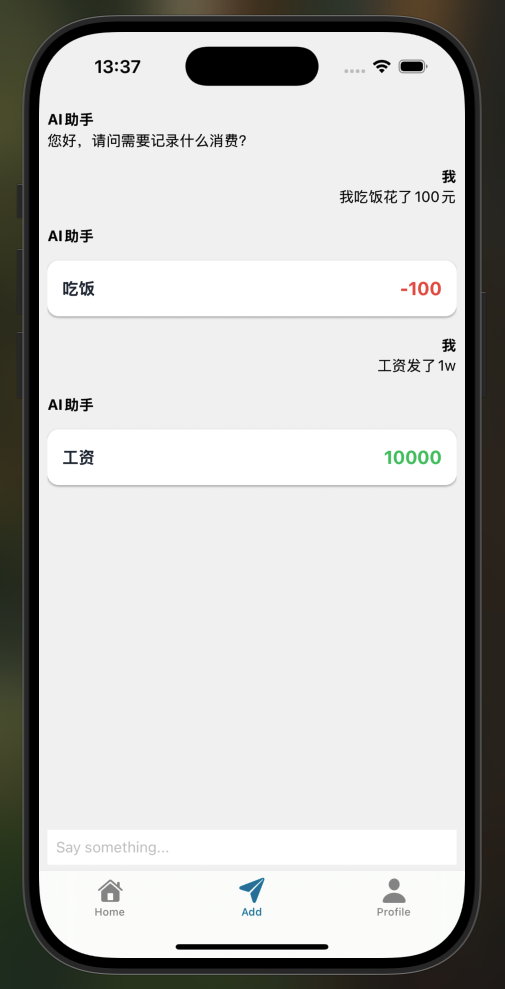 13:37
AI助手
您好，请问需要记录什么消费?
我
我吃饭花了100元
AI助手
吃饭 -100
我
工资发了1w
AI助手
工资 10000
Say something...
Home Add Profile